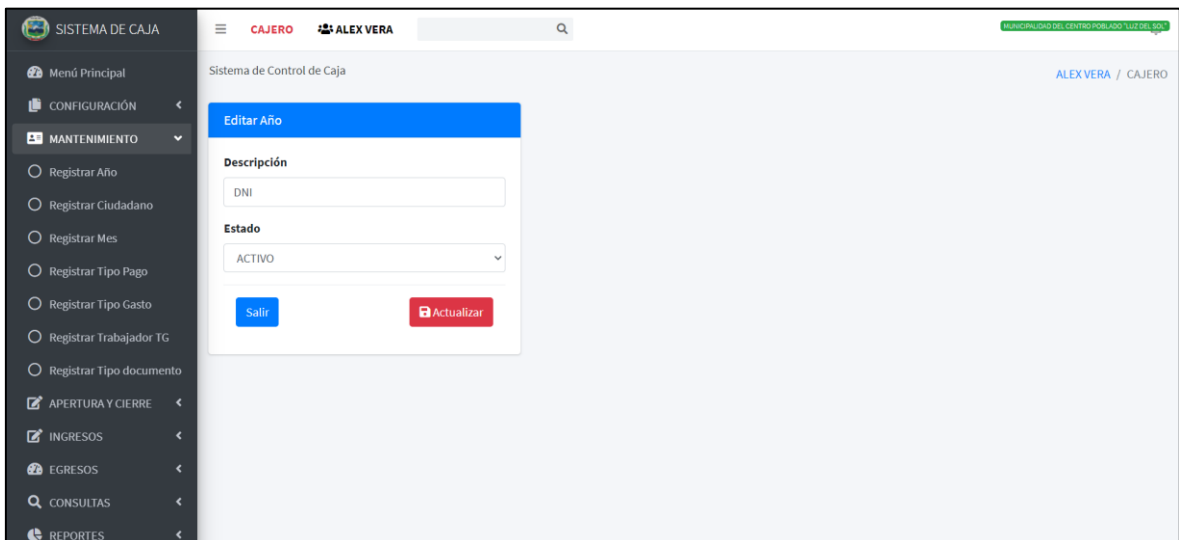 SISTEMA DE CAJA
CAJERO
ALEX VERA
MUNICIPALIDAD DEL CENTRO POBLADO "LUZ DEL SOL"
Menú Principal
CONFIGURACIÓN
MANTENIMIENTO
Registrar Año
Registrar Ciudadano
Registrar Mes
Registrar Tipo Pago
Registrar Tipo Gasto
Registrar Trabajador TG
Registrar Tipo documento
APERTURA Y CIERRE
INGRESOS
EGRESOS
CONSULTAS
REPORTES
Sistema de Control de Caja
ALEX VERA / CAJERO
Editar Año
Descripción
DNI
Estado
ACTIVO
Salir
Actualizar